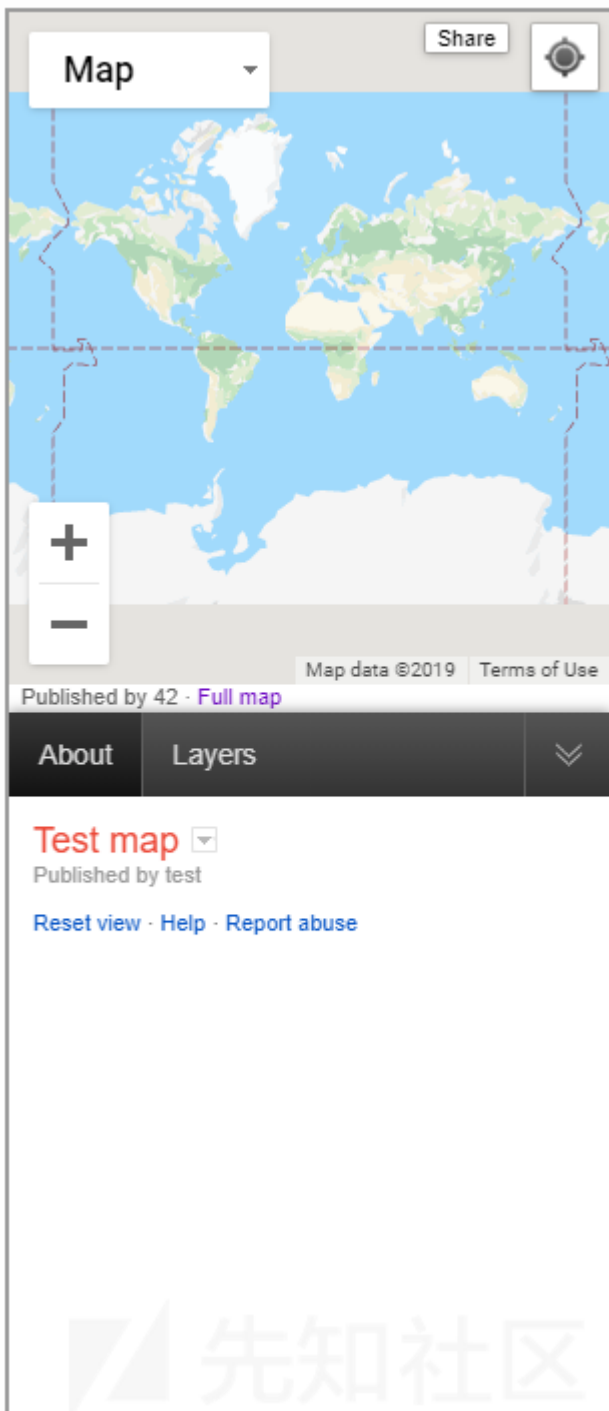 Map
Share
+
−
Map data ©2019 Terms of Use
Published by 42 · Full map
About Layers
Test map
Published by test
Reset view · Help · Report abuse
先知社区